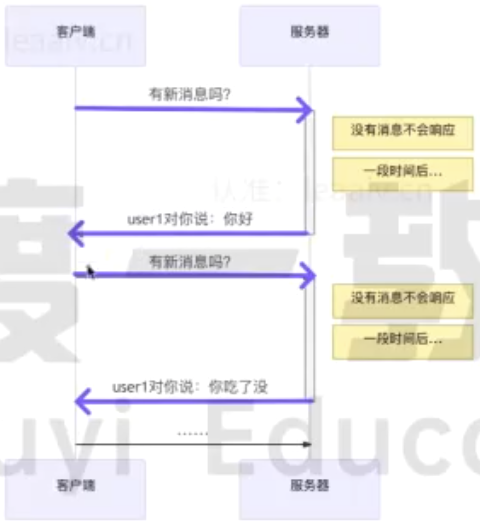 客户端
服务器
有新消息吗?
没有消息不会响应
一段时间后...
user1对你说：你好
有新消息吗?
没有消息不会响应
一段时间后...
user1对你说：你吃了没
......
客户端
服务器